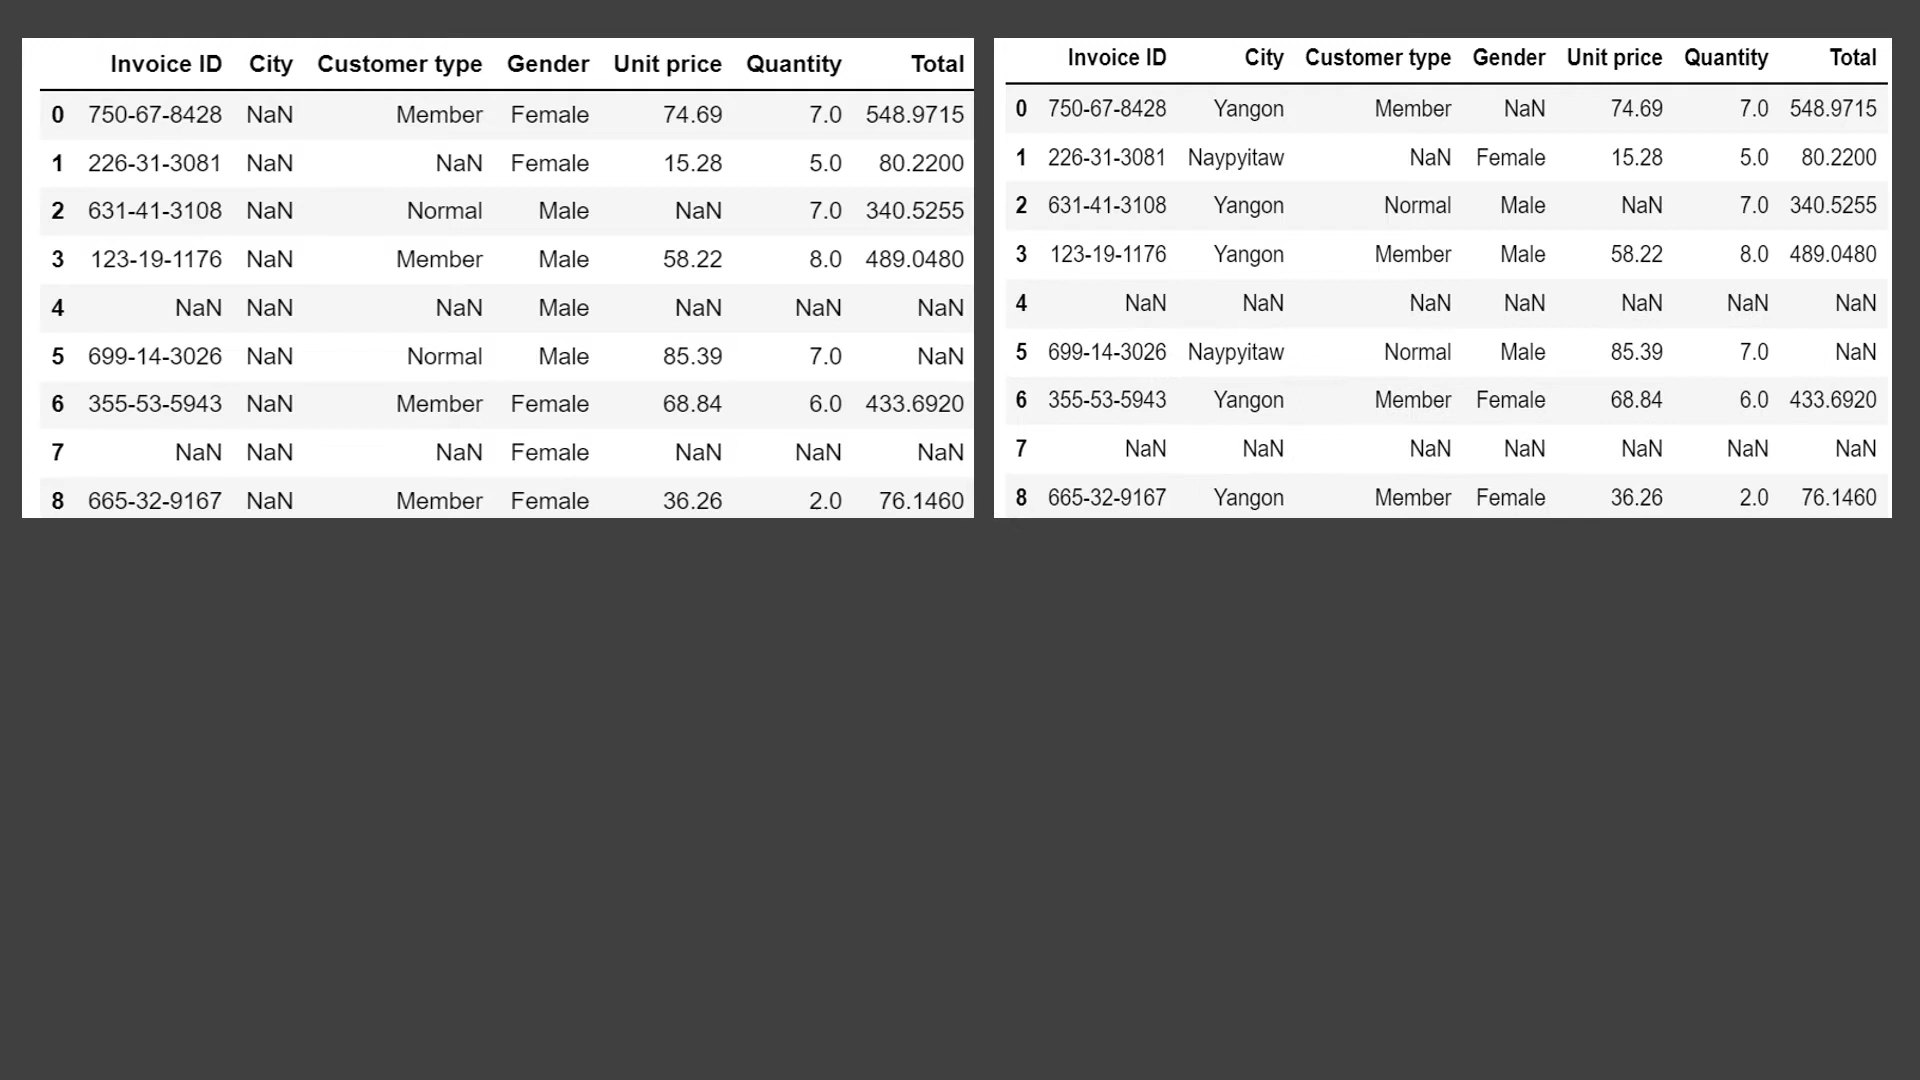 Invoice ID City Customer type Gender Unit price Quantity Total
0 750-67-8428 NaN Member Female 74.69 7.0 548.9715
1 226-31-3081 NaN NaN Female 15.28 5.0 80.2200
2 631-41-3108 NaN Normal Male NaN 7.0 340.5255
3 123-19-1176 NaN Member Male 58.22 8.0 489.0480
4 NaN NaN NaN Male NaN NaN NaN
5 699-14-3026 NaN Normal Male 85.39 7.0 NaN
6 355-53-5943 NaN Member Female 68.84 6.0 433.6920
7 NaN NaN NaN Female NaN NaN NaN
8 665-32-9167 NaN Member Female 36.26 2.0 76.1460
Invoice ID City Customer type Gender Unit price Quantity Total
0 750-67-8428 Yangon Member NaN 74.69 7.0 548.9715
1 226-31-3081 Naypyitaw NaN Female 15.28 5.0 80.2200
2 631-41-3108 Yangon Normal Male NaN 7.0 340.5255
3 123-19-1176 Yangon Member Male 58.22 8.0 489.0480
4 NaN NaN NaN NaN NaN NaN NaN
5 699-14-3026 Naypyitaw Normal Male 85.39 7.0 NaN
6 355-53-5943 Yangon Member Female 68.84 6.0 433.6920
7 NaN NaN NaN NaN NaN NaN NaN
8 665-32-9167 Yangon Member Female 36.26 2.0 76.1460